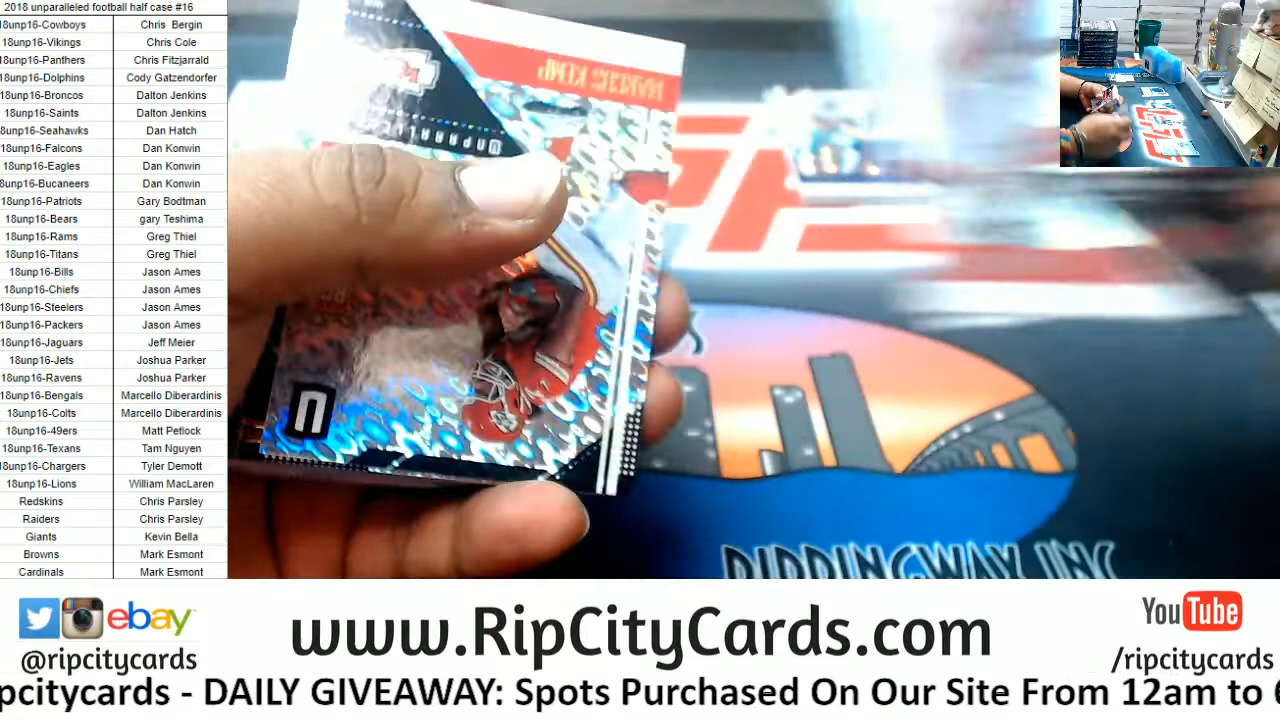 2018 unparalleled football half case #16
18unp16-Cowboys Chris Bergin
18unp16-Vikings Chris Cole
18unp16-Panthers Chris Fitzjarrald
18unp16-Dolphins Cody Gatzendorfer
18unp16-Broncos Dalton Jenkins
18unp16-Saints Dalton Jenkins
8unp16-Seahawks Dan Hatch
18unp16-Falcons Dan Konwin
18unp16-Eagles Dan Konwin
8unp16-Bucaneers Dan Konwin
18unp16-Patriots Gary Bodtman
18unp16-Bears gary Teshima
18unp16-Rams Greg Thiel
18unp16-Titans Greg Thiel
18unp16-Bills Jason Ames
18unp16-Chiefs Jason Ames
18unp16-Steelers Jason Ames
18unp16-Packers Jason Ames
18unp16-Jaguars Jeff Meier
18unp16-Jets Joshua Parker
18unp16-Ravens Joshua Parker
18unp16-Bengals Marcello Diberardinis
18unp16-Colts Marcello Diberardinis
18unp16-49ers Matt Petlock
18unp16-Texans Tam Nguyen
18unp16-Chargers Tyler Demott
18unp16-Lions William MacLaren
Redskins Chris Parsley
Raiders Chris Parsley
Giants Kevin Bella
Browns Mark Esmont
Cardinals Mark Esmont
KEMP
U
RIPPINGWAY, INC
ebay
@ripcitycards
www.RipCityCards.com
YouTube
/ripcitycards
pcitycards - DAILY GIVEAWAY: Spots Purchased On Our Site From 12am to